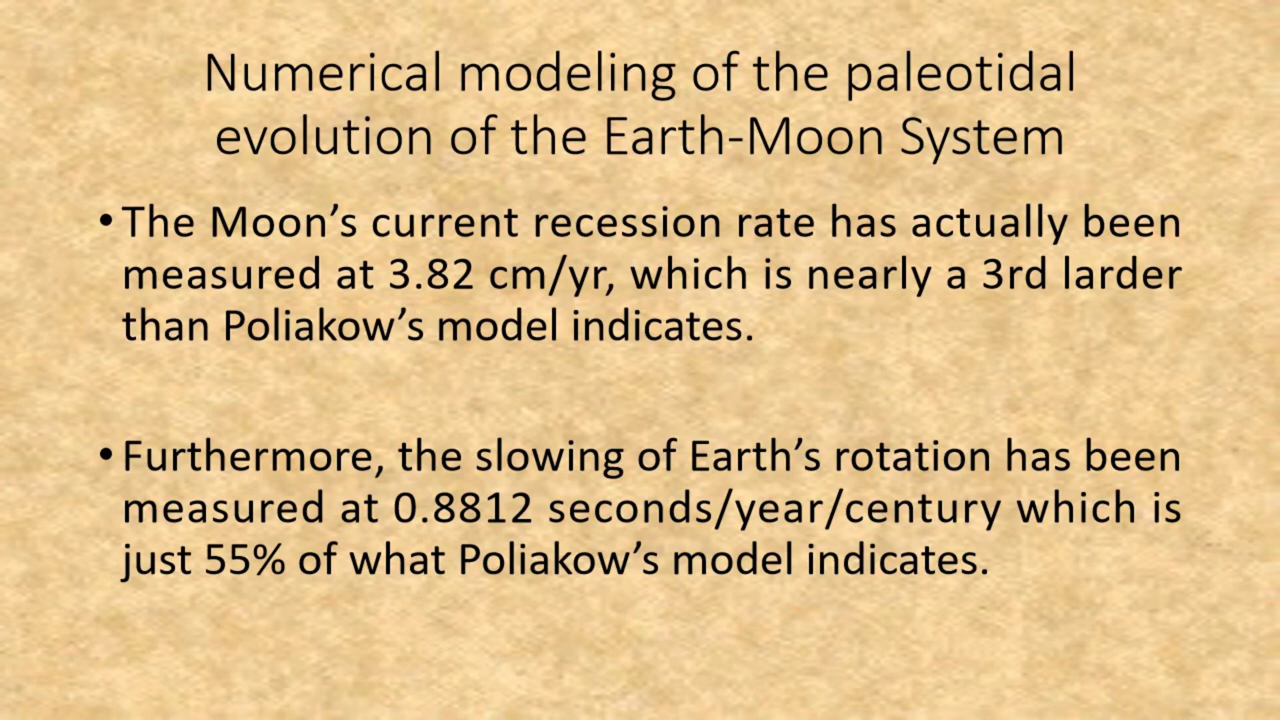 Numerical modeling of the paleotidal
evolution of the Earth-Moon System
• The Moon’s current recession rate has actually been
measured at 3.82 cm/yr, which is nearly a 3rd larder
than Poliakow’s model indicates.
• Furthermore, the slowing of Earth’s rotation has been
measured at 0.8812 seconds/year/century which is
just 55% of what Poliakow’s model indicates.